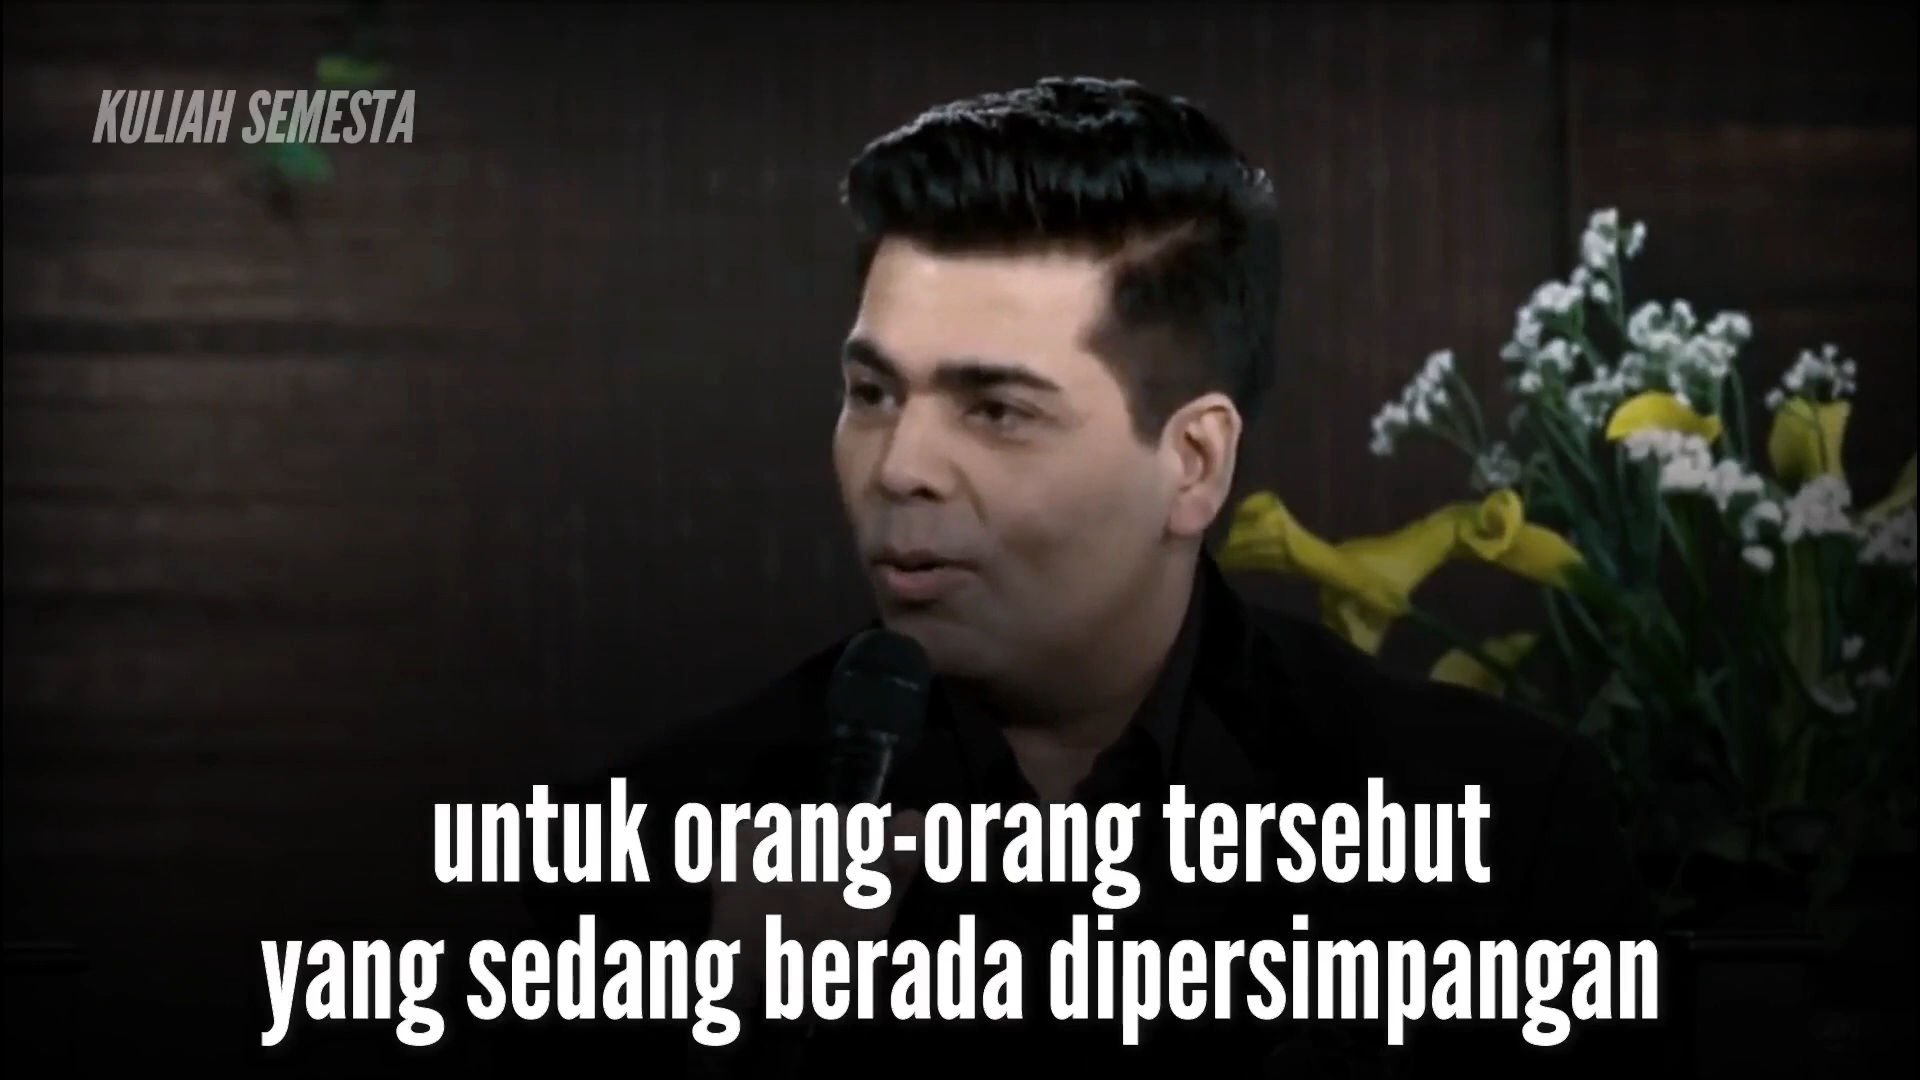 KULIAH SEMESTA
untuk orang-orang tersebut
yang sedang berada dipersimpangan